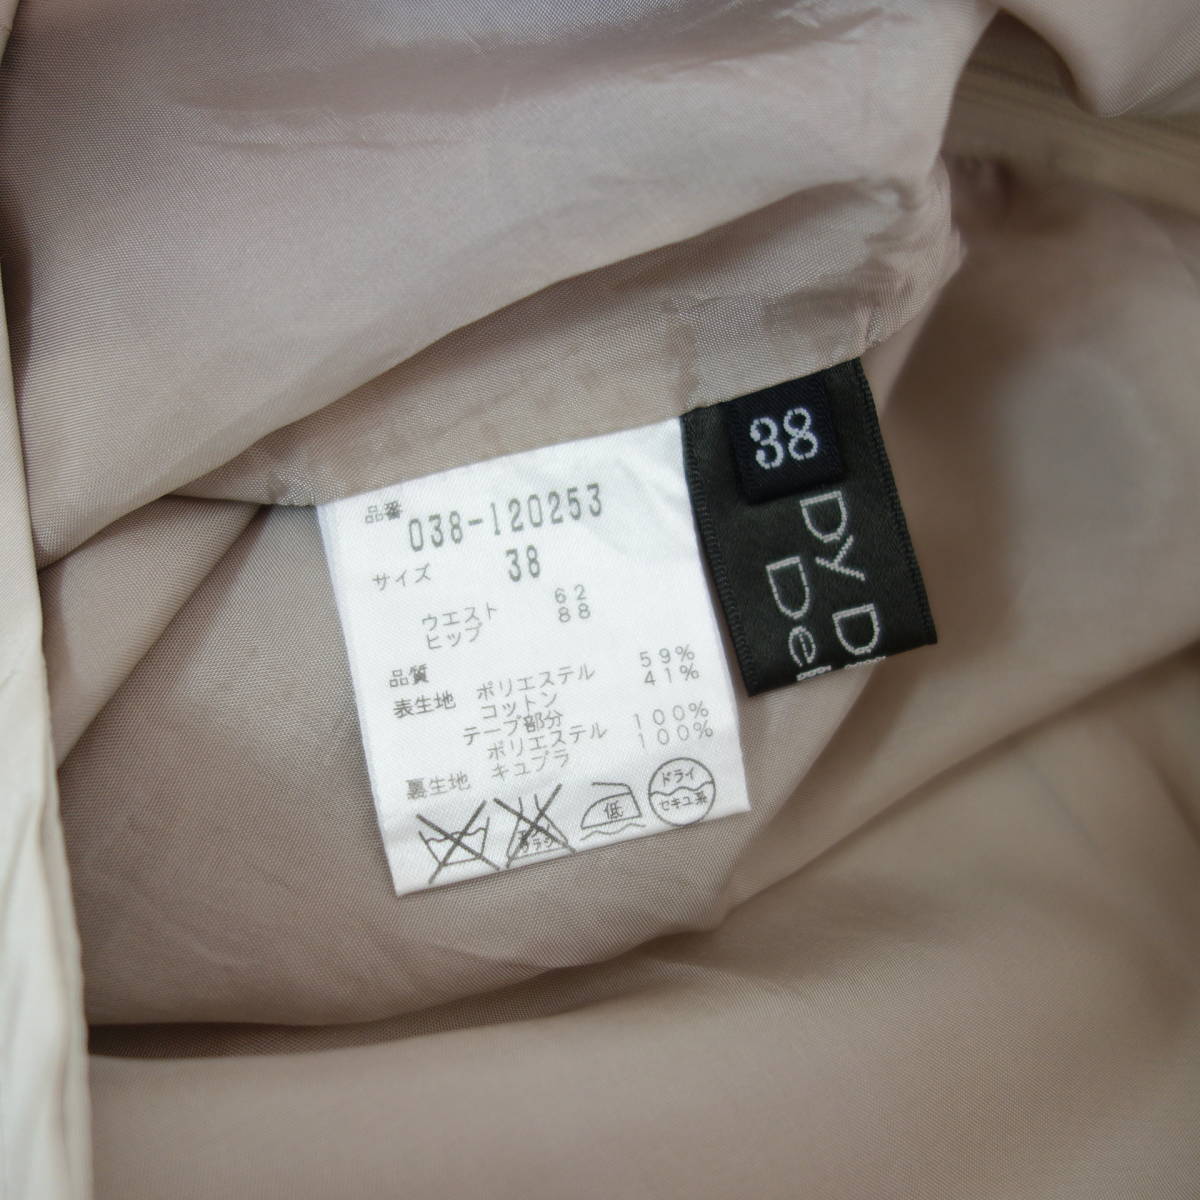 品番 038-120253
サイズ 38
ウエスト 62
ヒップ 88
品質
表生地 ポリエステル 59%
コットン 41%
テープ部分
ポリエステル 100%
裏生地 キュプラ 100%
低
ドライ
セキユ系
38